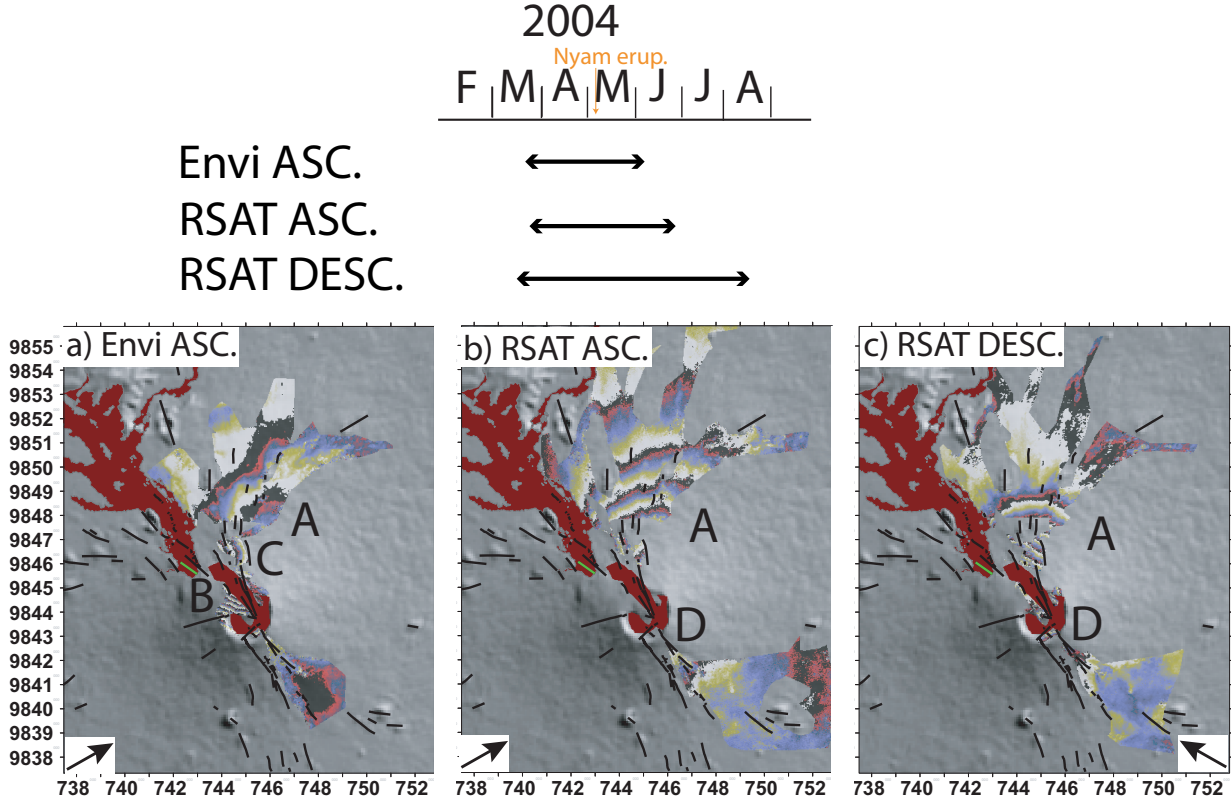 2004
Nyam erup.
F M A M J J A
Envi ASC.
RSAT ASC.
RSAT DESC.
a) Envi ASC.
b) RSAT ASC.
c) RSAT DESC.
9855
9854
9853
9852
9851
9850
9849
9848
9847
9846
9845
9844
9843
9842
9841
9840
9839
9838
A
B
C
A
D
A
D
738 740 742 744 746 748 750 752
738 740 742 744 746 748 750 752
738 740 742 744 746 748 750 752